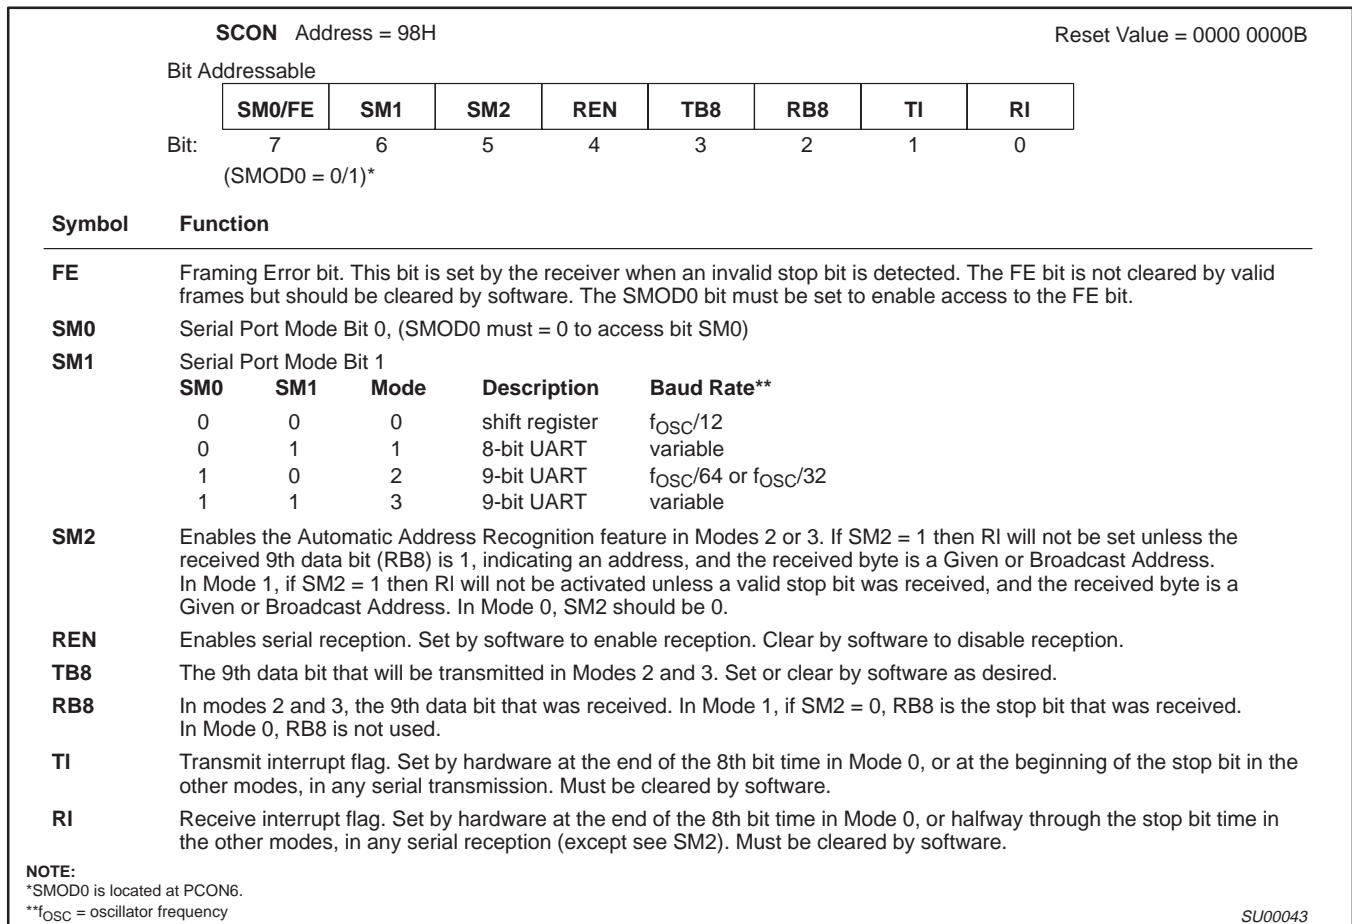 SCON Address = 98H Reset Value = 0000 0000B
Bit Addressable
SM0/FE SM1 SM2 REN TB8 RB8 TI RI
Bit: 7 6 5 4 3 2 1 0
(SMOD0 = 0/1)*
Symbol Function
FE Framing Error bit. This bit is set by the receiver when an invalid stop bit is detected. The FE bit is not cleared by valid
frames but should be cleared by software. The SMOD0 bit must be set to enable access to the FE bit.
SM0 Serial Port Mode Bit 0, (SMOD0 must = 0 to access bit SM0)
SM1 Serial Port Mode Bit 1
SM0 SM1 Mode Description Baud Rate**
0 0 0 shift register fOSC/12
0 1 1 8-bit UART variable
1 0 2 9-bit UART fOSC/64 or fOSC/32
1 1 3 9-bit UART variable
SM2 Enables the Automatic Address Recognition feature in Modes 2 or 3. If SM2 = 1 then RI will not be set unless the
received 9th data bit (RB8) is 1, indicating an address, and the received byte is a Given or Broadcast Address.
In Mode 1, if SM2 = 1 then RI will not be activated unless a valid stop bit was received, and the received byte is a
Given or Broadcast Address. In Mode 0, SM2 should be 0.
REN Enables serial reception. Set by software to enable reception. Clear by software to disable reception.
TB8 The 9th data bit that will be transmitted in Modes 2 and 3. Set or clear by software as desired.
RB8 In modes 2 and 3, the 9th data bit that was received. In Mode 1, if SM2 = 0, RB8 is the stop bit that was received.
In Mode 0, RB8 is not used.
TI Transmit interrupt flag. Set by hardware at the end of the 8th bit time in Mode 0, or at the beginning of the stop bit in the
other modes, in any serial transmission. Must be cleared by software.
RI Receive interrupt flag. Set by hardware at the end of the 8th bit time in Mode 0, or halfway through the stop bit time in
the other modes, in any serial reception (except see SM2). Must be cleared by software.
NOTE:
*SMOD0 is located at PCON6.
**fOSC = oscillator frequency SU00043